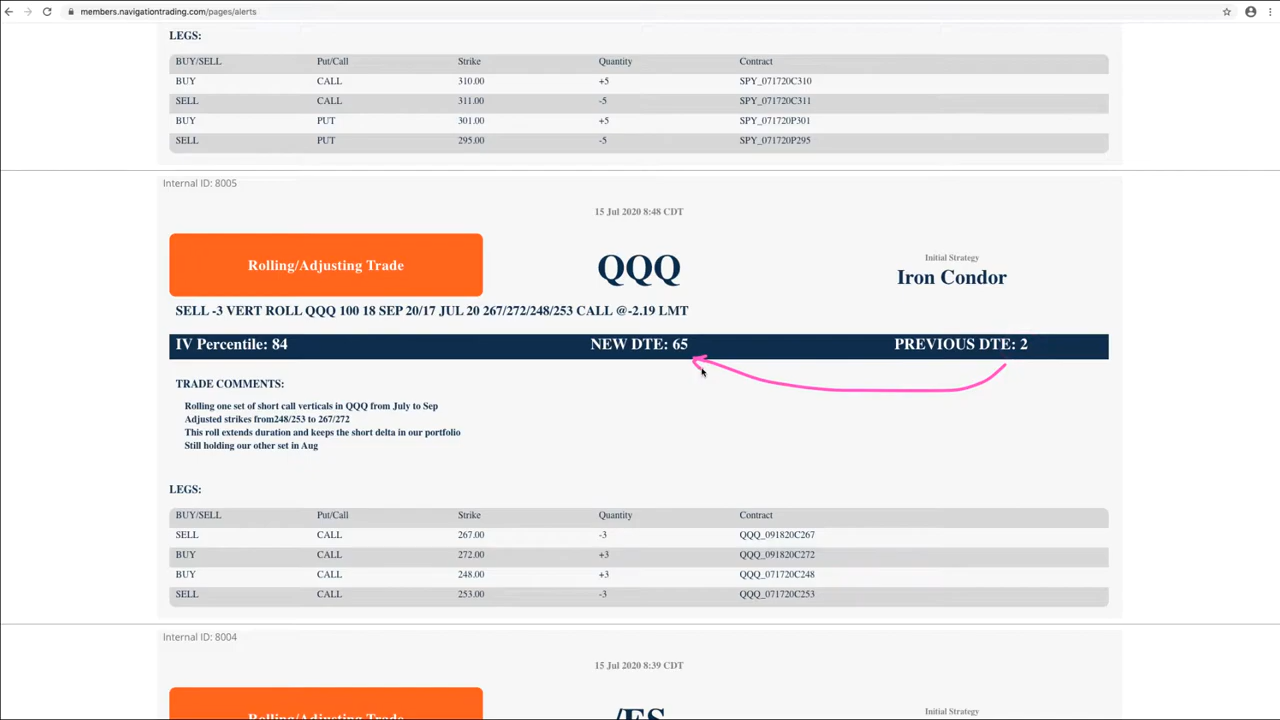 members.navigationtrading.com/pages/alerts
LEGS:
BUY/SELL Put/Call Strike Quantity Contract
BUY CALL 310.00 +5 SPY_071720C310
SELL CALL 311.00 -5 SPY_071720C311
BUY PUT 301.00 +5 SPY_071720P301
SELL PUT 295.00 -5 SPY_071720P295
Internal ID: 8005
15 Jul 2020 8:48 CDT
Rolling/Adjusting Trade QQQ Initial Strategy
Iron Condor
SELL -3 VERT ROLL QQQ 100 18 SEP 20/17 JUL 20 267/272/248/253 CALL @-2.19 LMT
IV Percentile: 84 NEW DTE: 65 PREVIOUS DTE: 2
TRADE COMMENTS:
Rolling one set of short call verticals in QQQ from July to Sep
Adjusted strikes from248/253 to 267/272
This roll extends duration and keeps the short delta in our portfolio
Still holding our other set in Aug
LEGS:
BUY/SELL Put/Call Strike Quantity Contract
SELL CALL 267.00 -3 QQQ_091820C267
BUY CALL 272.00 +3 QQQ_091820C272
BUY CALL 248.00 +3 QQQ_071720C248
SELL CALL 253.00 -3 QQQ_071720C253
Internal ID: 8004
15 Jul 2020 8:39 CDT
Rolling/Adjusting Trade /ES Initial Strategy